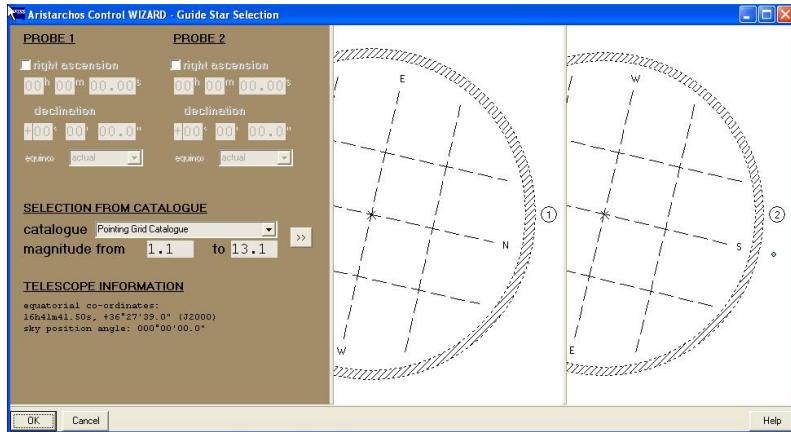 Aristarchos Control WIZARD - Guide Star Selection
PROBE 1 PROBE 2
right ascension right ascension
00h 00m 00.00s 00h 00m 00.00s
declination declination
+00° 00' 00.0" +00° 00' 00.0"
equinox actual equinox actual
SELECTION FROM CATALOGUE
catalogue Pointing Grid Catalogue
magnitude from 1.1 to 13.1 >>
TELESCOPE INFORMATION
equatorial co-ordinates:
16h41m41.50s, +36°27'39.0" (J2000)
sky position angle: 000°00'00.0"
E
N
W
1
W
S
E
2
OK Cancel Help